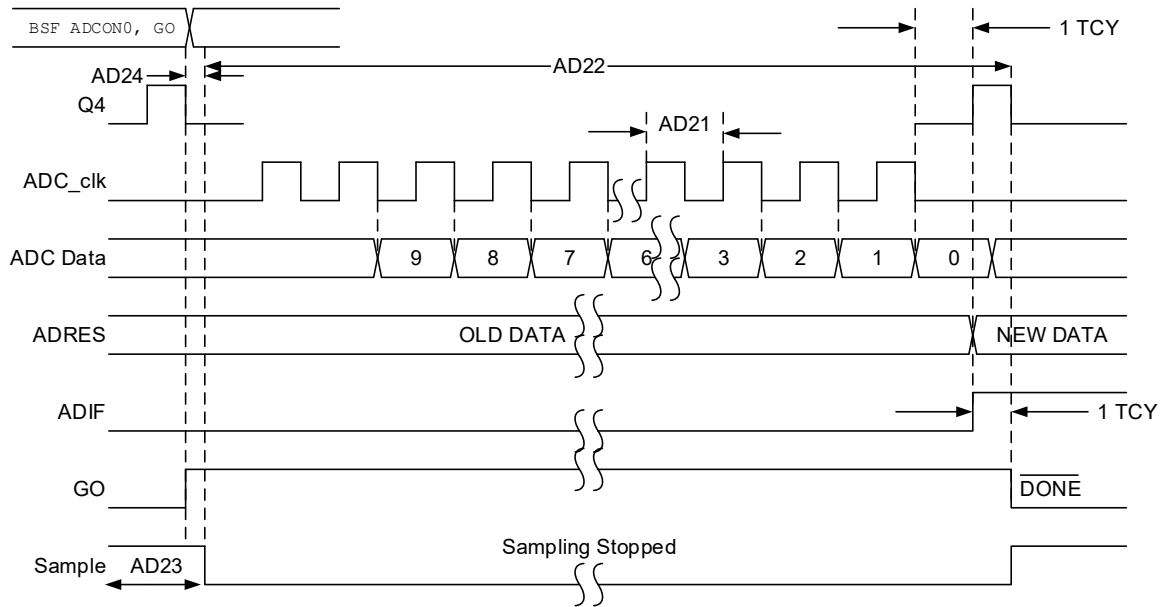 BSF ADCON0, GO
1 TCY
AD24
AD22
Q4
AD21
ADC_clk
ADC Data
9 8 7 6 3 2 1 0
ADRES
OLD DATA
NEW DATA
ADIF
1 TCY
GO
DONE
Sampling Stopped
Sample
AD23